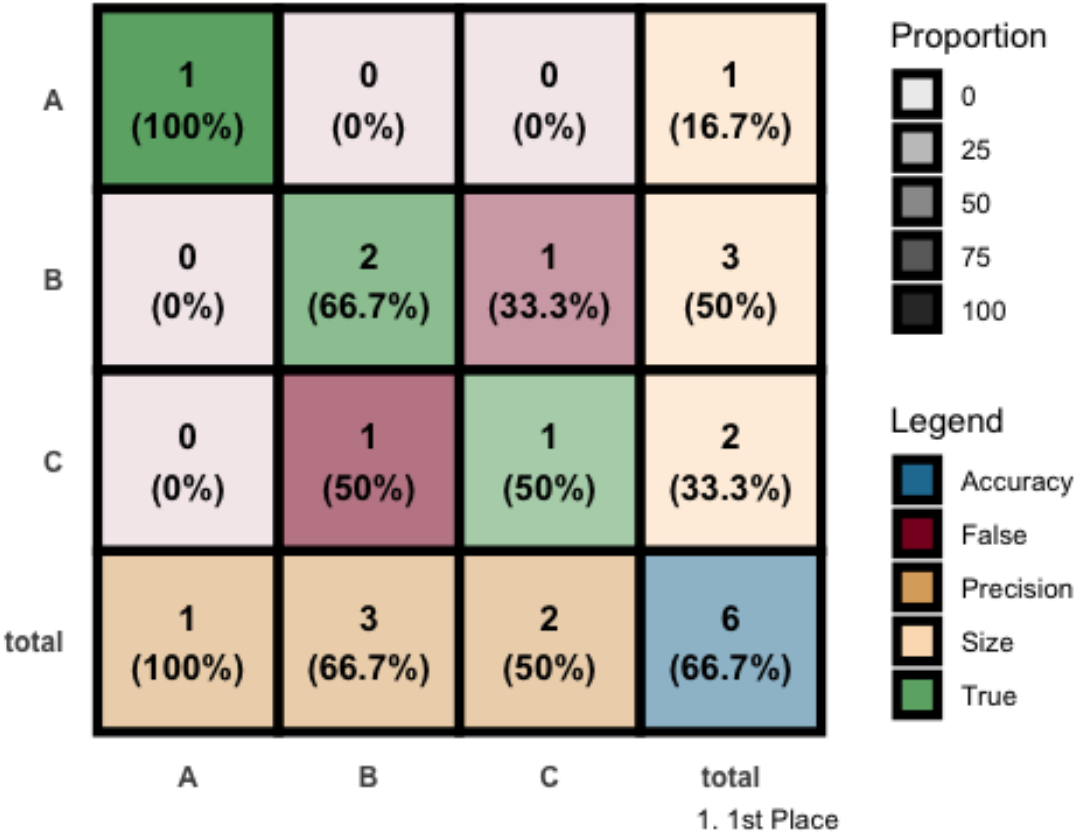 A
1
(100%)
0
(0%)
0
(0%)
1
(16.7%)
B
0
(0%)
2
(66.7%)
1
(33.3%)
3
(50%)
C
0
(0%)
1
(50%)
1
(50%)
2
(33.3%)
total
1
(100%)
3
(66.7%)
2
(50%)
6
(66.7%)
A
B
C
total
1. 1st Place
Proportion
0
25
50
75
100
Legend
Accuracy
False
Precision
Size
True